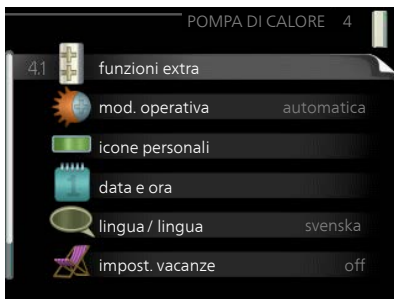 POMPA DI CALORE 4
4.1 funzioni extra
mod. operativa automatica
icone personali
data e ora
lingua / lingua svenska
impost. vacanze off